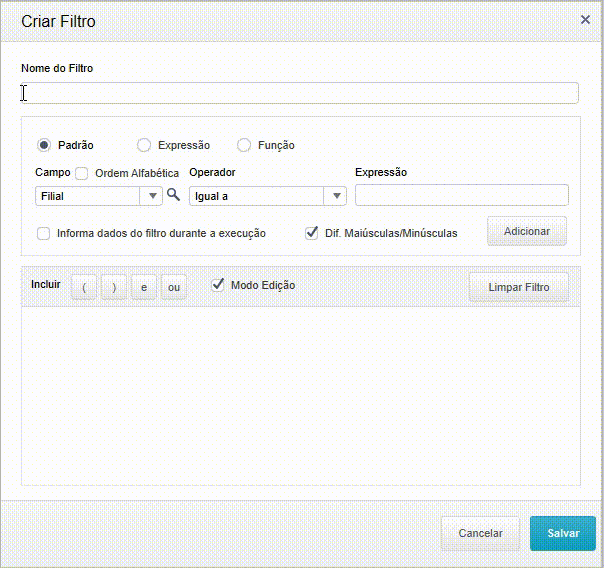 Criar Filtro ×
Nome do Filtro
Padrão Expressão Função
Campo Ordem Alfabética Operador Expressão
Filial Igual a
Informa dados do filtro durante a execução Dif. Maiúsculas/Minúsculas Adicionar
Incluir ( ) e ou Modo Edição Limpar Filtro
Cancelar Salvar